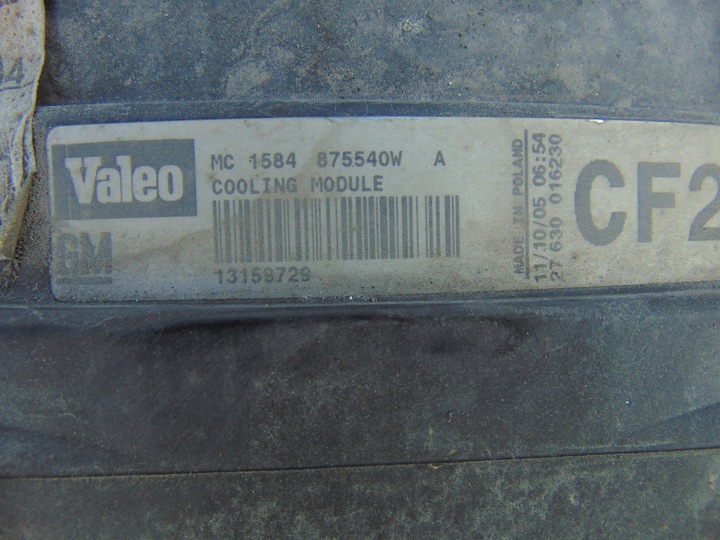 Valeo
GM
MC 1584 875540W A
COOLING MODULE
13159729
MADE IN POLAND
11/10/05 06:54
27 630 016230
CF2